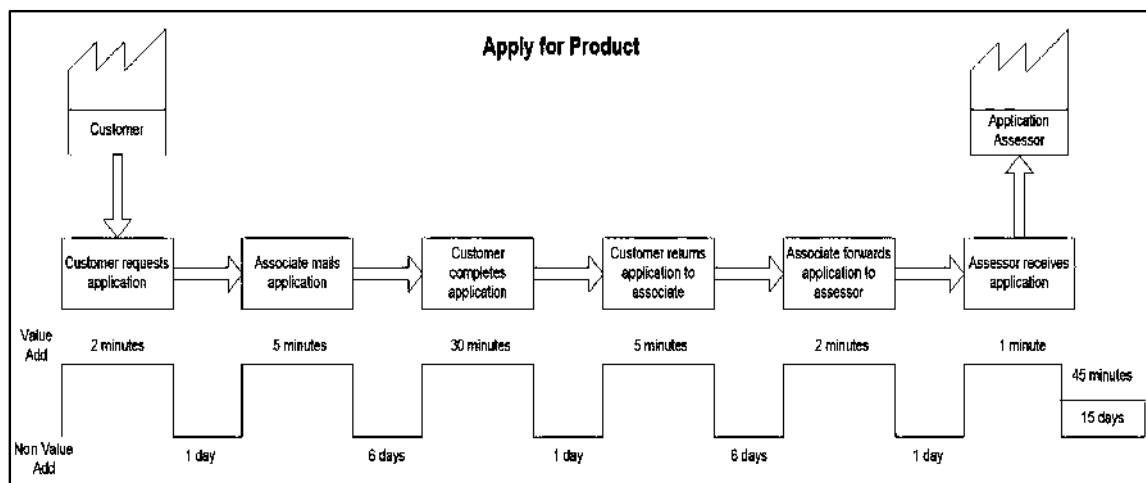 Apply for Product
Customer
Application
Assessor
Customer requests
application
Associate mails
application
Customer
completes
application
Customer returns
application to
associate
Associate forwards
application to
assessor
Assessor receives
application
Value
Add
2 minutes
5 minutes
30 minutes
5 minutes
2 minutes
1 minute
45 minutes
15 days
Non Value
Add
1 day
6 days
1 day
6 days
1 day